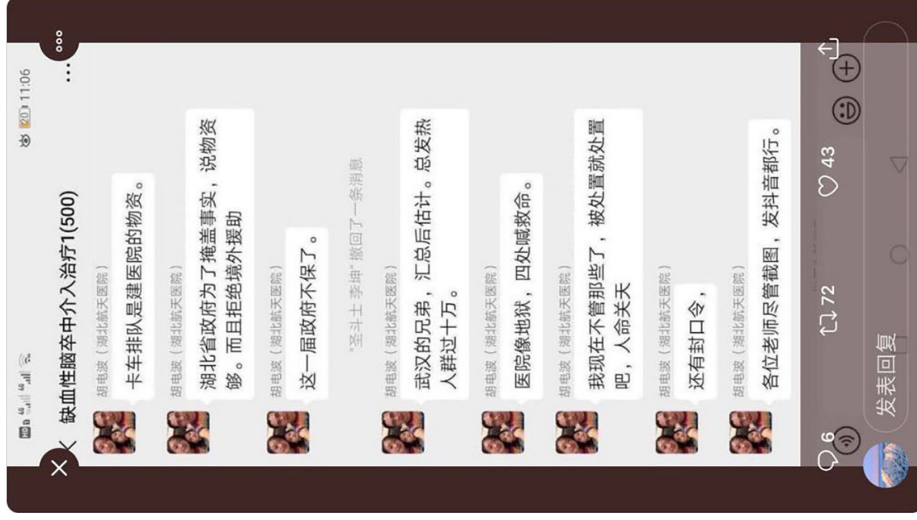 11:06
缺血性脑卒中介入治疗1(500)
胡电波（湖北航天医院）
卡车排队是建医院的物资。
胡电波（湖北航天医院）
湖北省政府为了掩盖事实，说物资
够。而且拒绝境外援助
胡电波（湖北航天医院）
这一届政府不保了。
"圣斗士 李坤" 撤回了一条消息
胡电波（湖北航天医院）
武汉的兄弟，汇总后估计。总发热
人群过十万。
胡电波（湖北航天医院）
医院像地狱，四处喊救命。
胡电波（湖北航天医院）
我现在不管那些了，被处置就处置
吧，人命关天
胡电波（湖北航天医院）
还有封口令，
胡电波（湖北航天医院）
各位老师尽管截图，发抖音都行。
6
72
43
发表回复